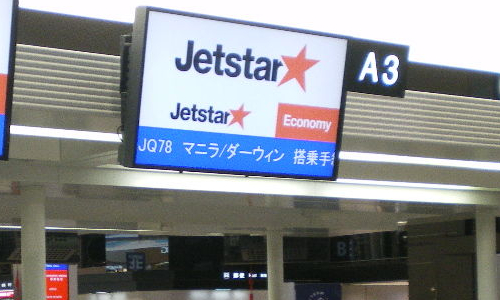 Jetstar
A3
Jetstar
Economy
JQ78 マニラ/ダーウィン 搭乗手